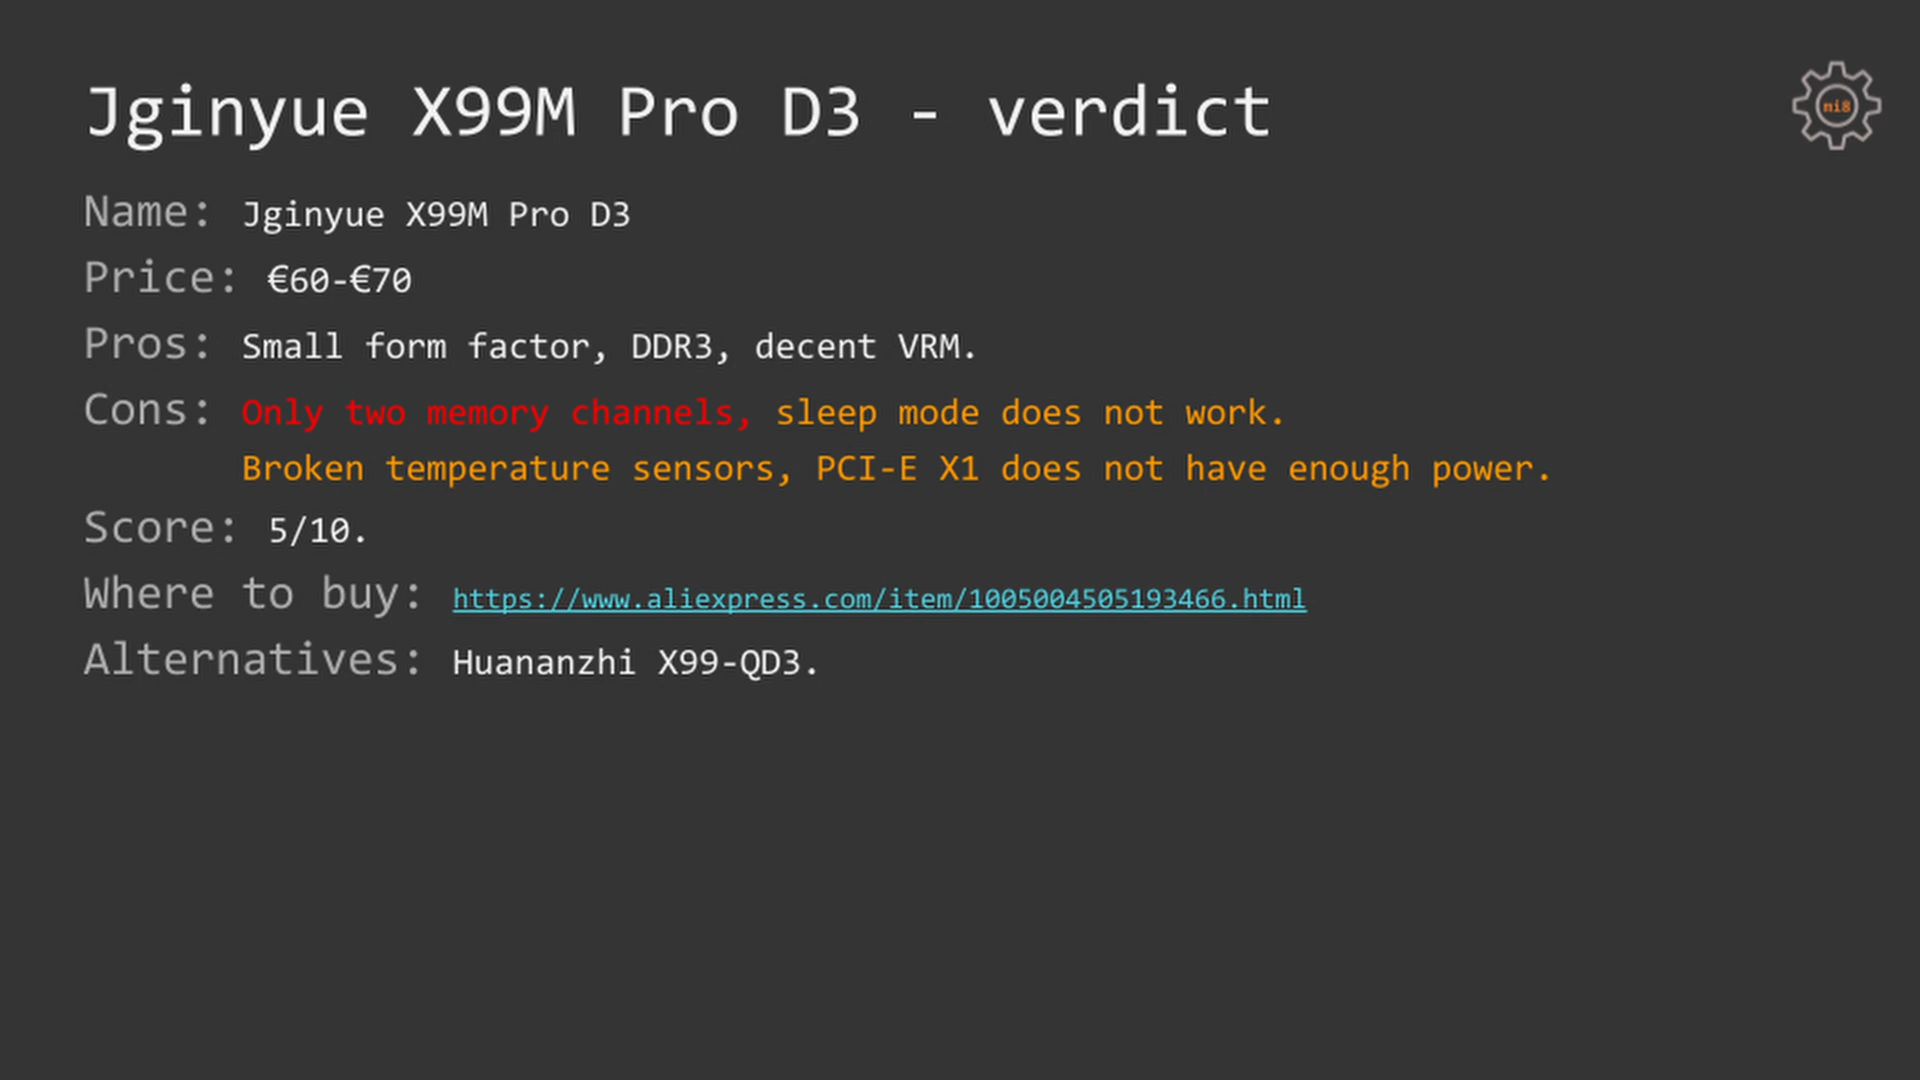 Jginyue X99M Pro D3 - verdict
mi8
Name: Jginyue X99M Pro D3
Price: €60-€70
Pros: Small form factor, DDR3, decent VRM.
Cons: Only two memory channels, sleep mode does not work.
Broken temperature sensors, PCI-E X1 does not have enough power.
Score: 5/10.
Where to buy: https://www.aliexpress.com/item/1005004505193466.html
Alternatives: Huananzhi X99-QD3.